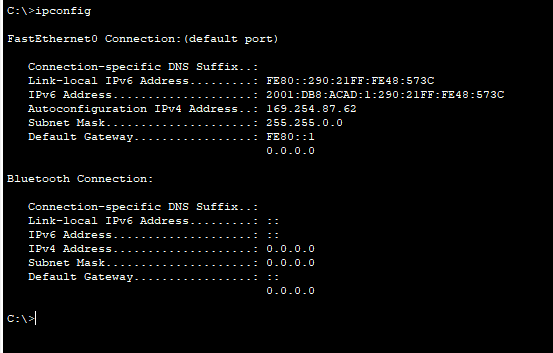 C:\>ipconfig
FastEthernet0 Connection:(default port)
Connection-specific DNS Suffix..:
Link-local IPv6 Address.........: FE80::290:21FF:FE48:573C
IPv6 Address....................: 2001:DB8:ACAD:1:290:21FF:FE48:573C
Autoconfiguration IPv4 Address..: 169.254.87.62
Subnet Mask.....................: 255.255.0.0
Default Gateway.................: FE80::1
0.0.0.0
Bluetooth Connection:
Connection-specific DNS Suffix..:
Link-local IPv6 Address.........: ::
IPv6 Address....................: ::
IPv4 Address....................: 0.0.0.0
Subnet Mask.....................: 0.0.0.0
Default Gateway.................: ::
0.0.0.0
C:\>